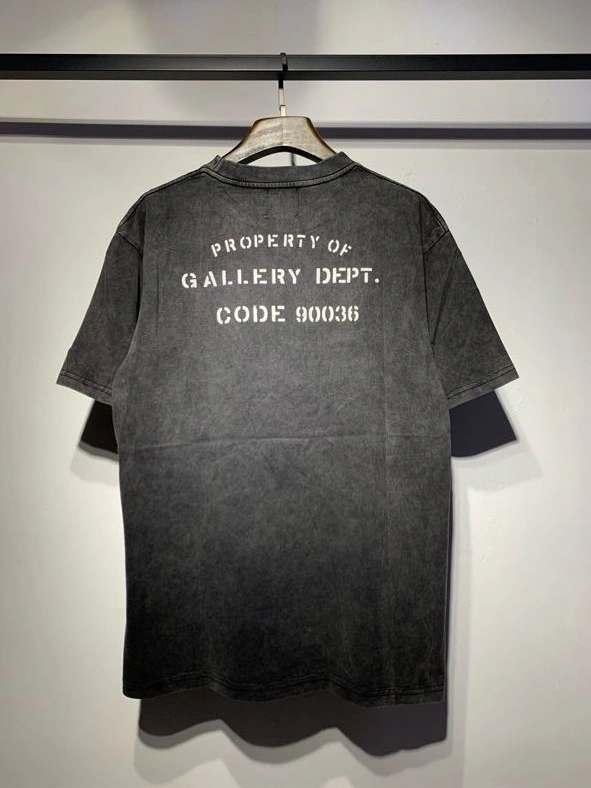 PROPERTY OF
GALLERY DEPT.
CODE 90036